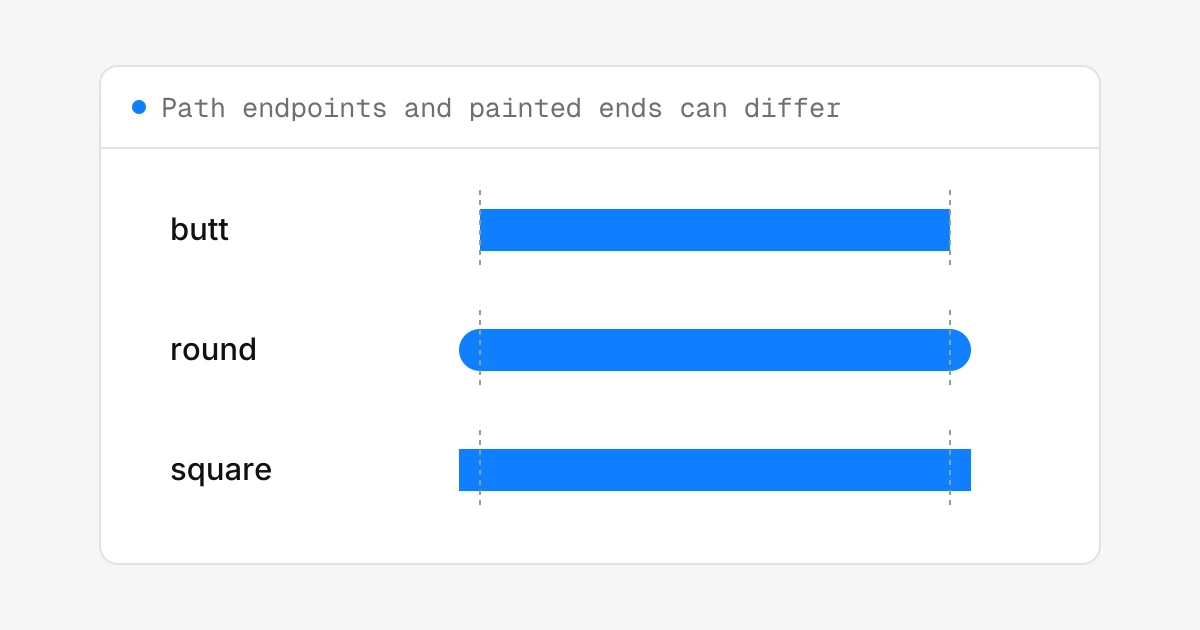 Path endpoints and painted ends can differ
butt
round
square